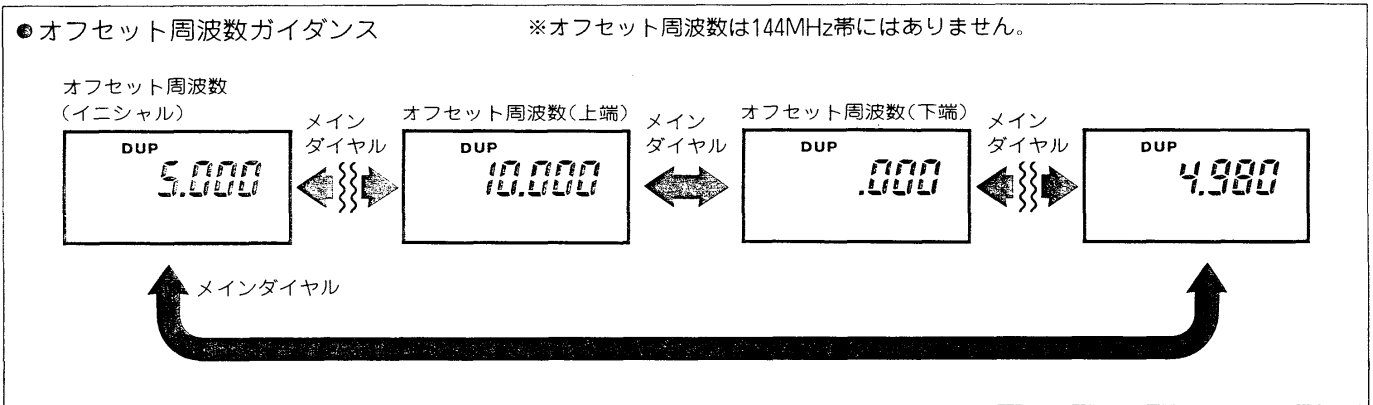 ●オフセット周波数ガイダンス ※オフセット周波数は144MHz帯にはありません。
オフセット周波数
(イニシャル)
DUP
5.000
メイン
ダイヤル
オフセット周波数(上端)
DUP
10.000
メイン
ダイヤル
オフセット周波数(下端)
DUP
.000
メイン
ダイヤル
DUP
4.980
メインダイヤル